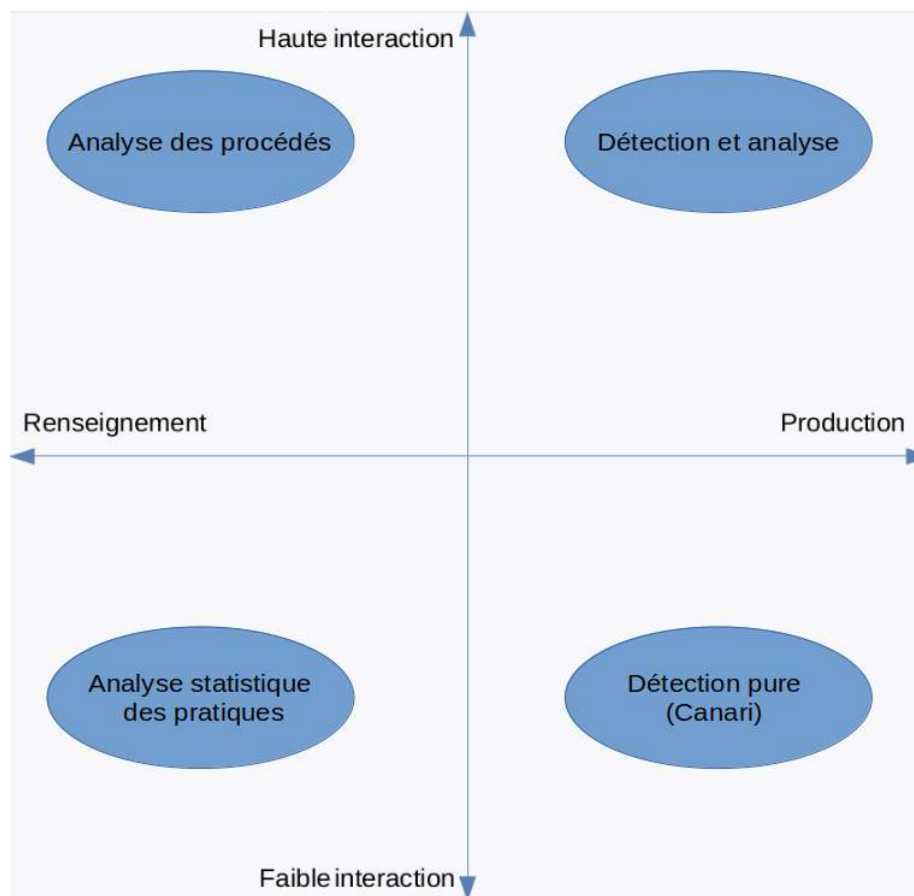 Haute interaction
Analyse des procédés
Détection et analyse
Renseignement
Production
Analyse statistique
des pratiques
Détection pure
(Canari)
Faible interaction